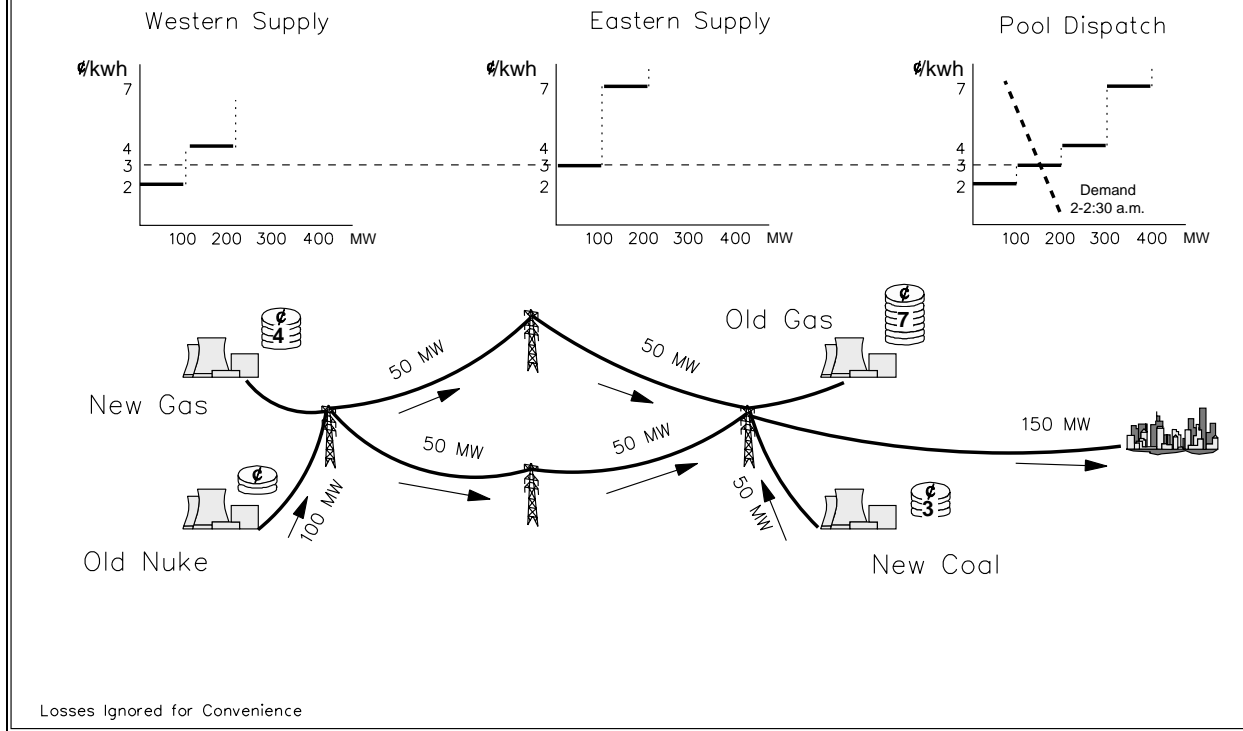 Western Supply
Eastern Supply
Pool Dispatch
¢/kwh
7
4
3
2
100 200 300 400 MW
¢/kwh
7
4
3
2
100 200 300 400 MW
¢/kwh
7
4
3
2
Demand
2-2:30 a.m.
100 200 300 400 MW
¢
4
New Gas
50 MW
50 MW
Old Gas
¢
7
50 MW
50 MW
150 MW
¢
Old Nuke
100 MW
50 MW
¢
3
New Coal
Losses Ignored for Convenience